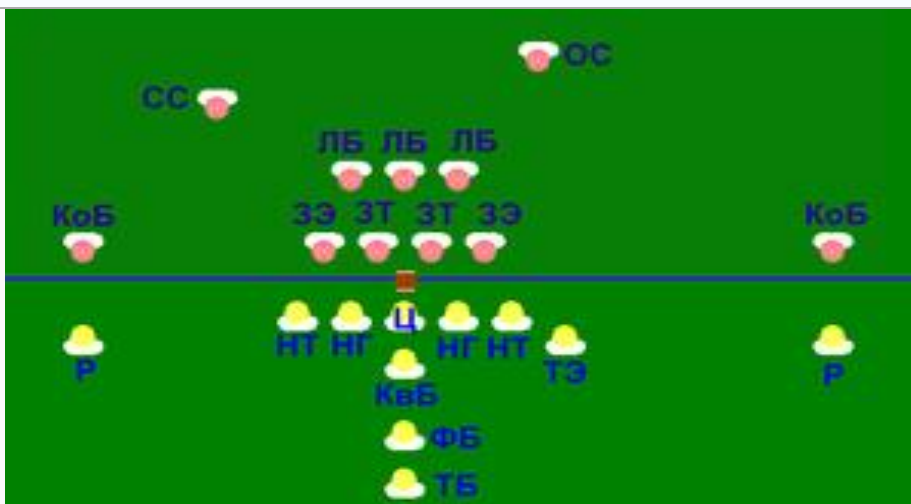 ОС
СС
ЛБ ЛБ ЛБ
КоБ ЗЭ ЗТ ЗТ ЗЭ КоБ
Ц
НТ НГ НГ НТ
Р ТЭ Р
КвБ
ФБ
ТБ